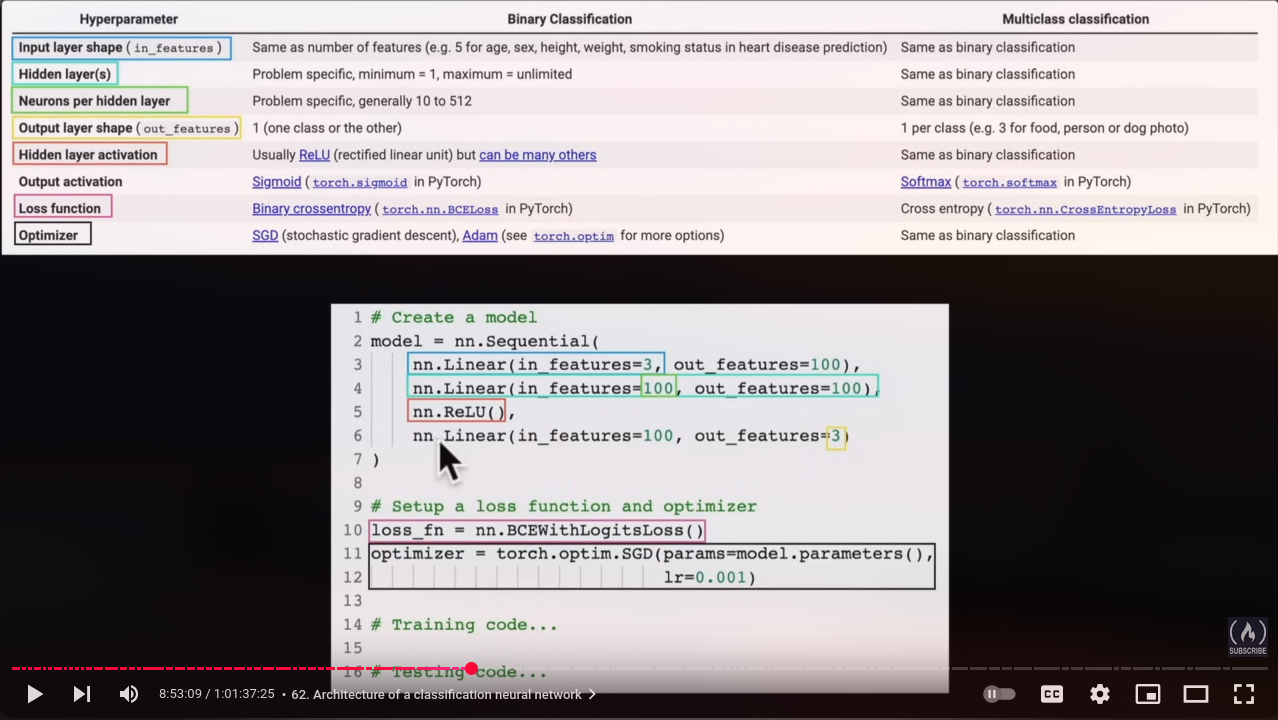 Hyperparameter Binary Classification Multiclass classification
Input layer shape (in_features) Same as number of features (e.g. 5 for age, sex, height, weight, smoking status in heart disease prediction) Same as binary classification
Hidden layer(s) Problem specific, minimum = 1, maximum = unlimited Same as binary classification
Neurons per hidden layer Problem specific, generally 10 to 512 Same as binary classification
Output layer shape (out_features) 1 (one class or the other) 1 per class (e.g. 3 for food, person or dog photo)
Hidden layer activation Usually ReLU (rectified linear unit) but can be many others Same as binary classification
Output activation Sigmoid (torch.sigmoid in PyTorch) Softmax (torch.softmax in PyTorch)
Loss function Binary crossentropy (torch.nn.BCELoss in PyTorch) Cross entropy (torch.nn.CrossEntropyLoss in PyTorch)
Optimizer SGD (stochastic gradient descent), Adam (see torch.optim for more options) Same as binary classification
1 # Create a model
2 model = nn.Sequential(
3 nn.Linear(in_features=3, out_features=100),
4 nn.Linear(in_features=100, out_features=100),
5 nn.ReLU(),
6 nn.Linear(in_features=100, out_features=3)
7 )
8
9 # Setup a loss function and optimizer
10 loss_fn = nn.BCEWithLogitsLoss()
11 optimizer = torch.optim.SGD(params=model.parameters(),
12 lr=0.001)
13
14 # Training code...
15
16 # Testing code...
SUBSCRIBE
8:53:09 / 1:01:37:25 • 62. Architecture of a classification neural network
CC